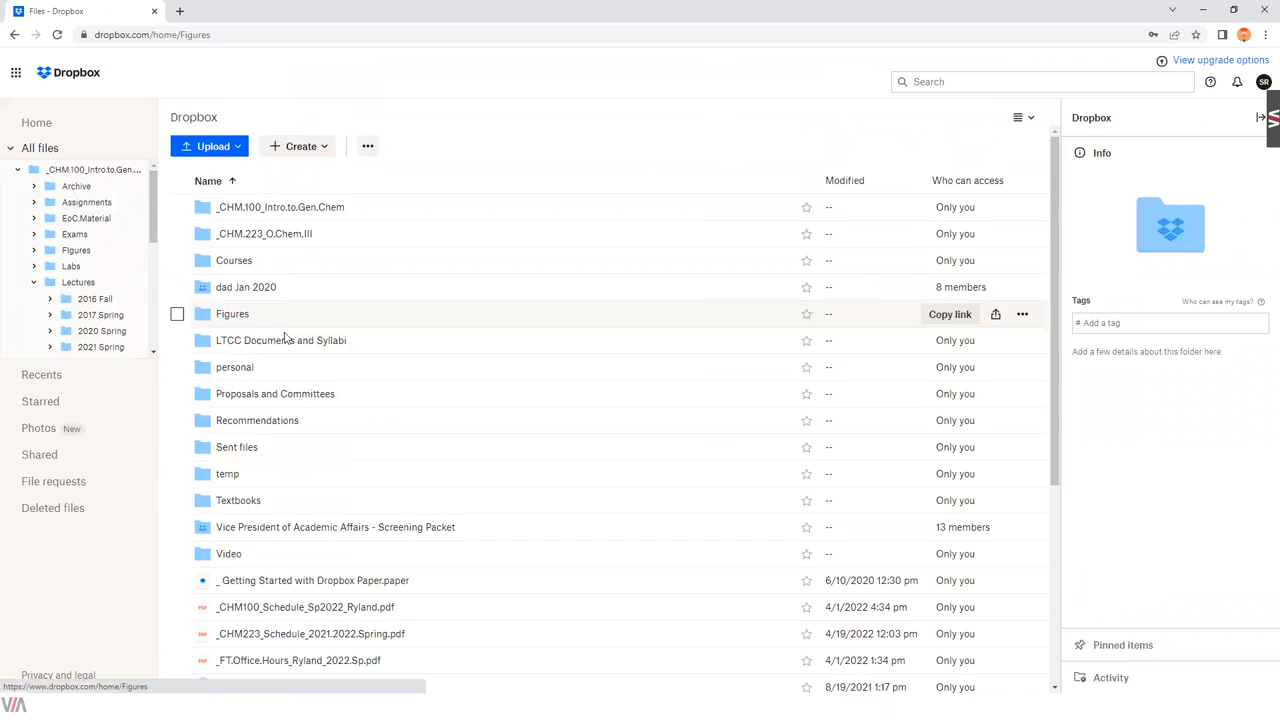 Files - Dropbox
dropbox.com/home/Figures
View upgrade options
Dropbox
Search
SR
Home
All files
_CHM.100_Intro.to.Gen....
Archive
Assignments
EoC.Material
Exams
FIgures
Labs
Lectures
2016 Fall
2017 Spring
2020 Spring
2021 Spring
Recents
Starred
Photos New
Shared
File requests
Deleted files
Privacy and legal
https://www.dropbox.com/home/Figures
VIA
Dropbox
Upload
Create
Name Modified Who can access
_CHM.100_Intro.to.Gen.Chem -- Only you
_CHM.223_O.Chem.III -- Only you
Courses -- Only you
dad Jan 2020 -- 8 members
Figures -- Copy link
LTCC Documents and Syllabi -- Only you
personal -- Only you
Proposals and Committees -- Only you
Recommendations -- Only you
Sent files -- Only you
temp -- Only you
Textbooks -- Only you
Vice President of Academic Affairs - Screening Packet -- 13 members
Video -- Only you
_ Getting Started with Dropbox Paper.paper 6/10/2020 12:30 pm Only you
PDF _CHM100_Schedule_Sp2022_Ryland.pdf 4/1/2022 4:34 pm Only you
PDF _CHM223_Schedule_2021.2022.Spring.pdf 4/19/2022 12:03 pm Only you
PDF _FT.Office.Hours_Ryland_2022.Sp.pdf 4/1/2022 1:34 pm Only you
8/19/2021 1:17 pm Only you
Dropbox
Info
Tags Who can see my tags?
# Add a tag
Add a few details about this folder here.
Pinned items
Activity